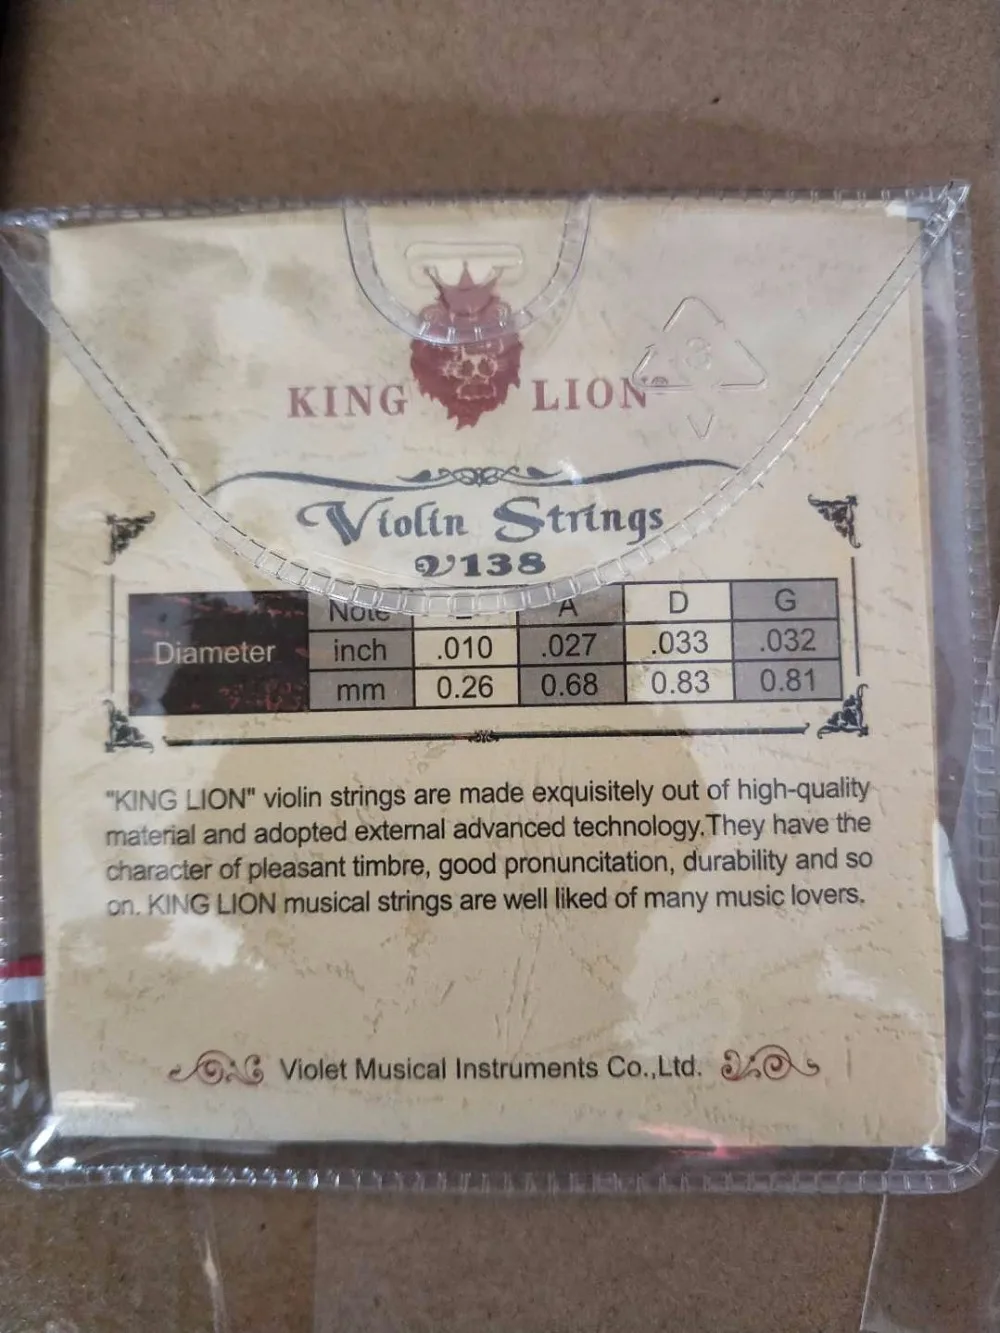 KING LION®
Violin Strings
V138
Diameter Note A D G
inch .010 .027 .033 .032
mm 0.26 0.68 0.83 0.81
"KING LION" violin strings are made exquisitely out of high-quality
material and adopted external advanced technology.They have the
character of pleasant timbre, good pronuncitation, durability and so
on. KING LION musical strings are well liked of many music lovers.
Violet Musical Instruments Co.,Ltd.
3
V